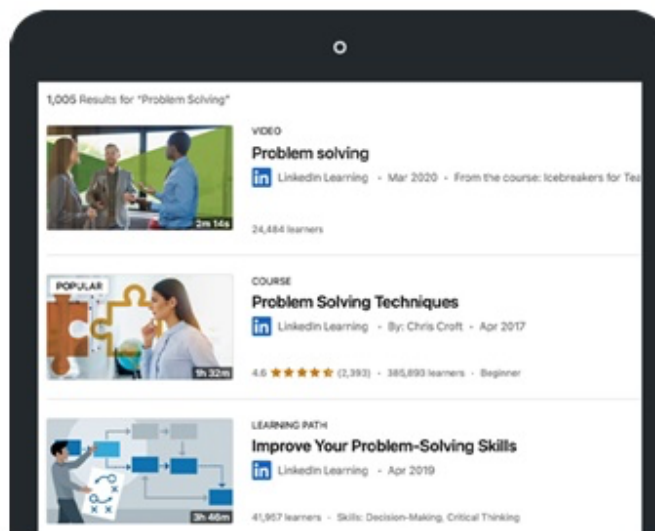 1,005 Results for "Problem Solving"
VIDEO
Problem solving
in LinkedIn Learning • Mar 2020 • From the course: Icebreakers for Tea
2m 14s
24,484 learners
POPULAR
COURSE
Problem Solving Techniques
in LinkedIn Learning • By: Chris Croft • Apr 2017
1h 32m
4.6 ★★★★★ (2,393) • 385,893 learners • Beginner
LEARNING PATH
Improve Your Problem-Solving Skills
in LinkedIn Learning • Apr 2019
3h 46m
41,957 learners • Skills: Decision-Making, Critical Thinking